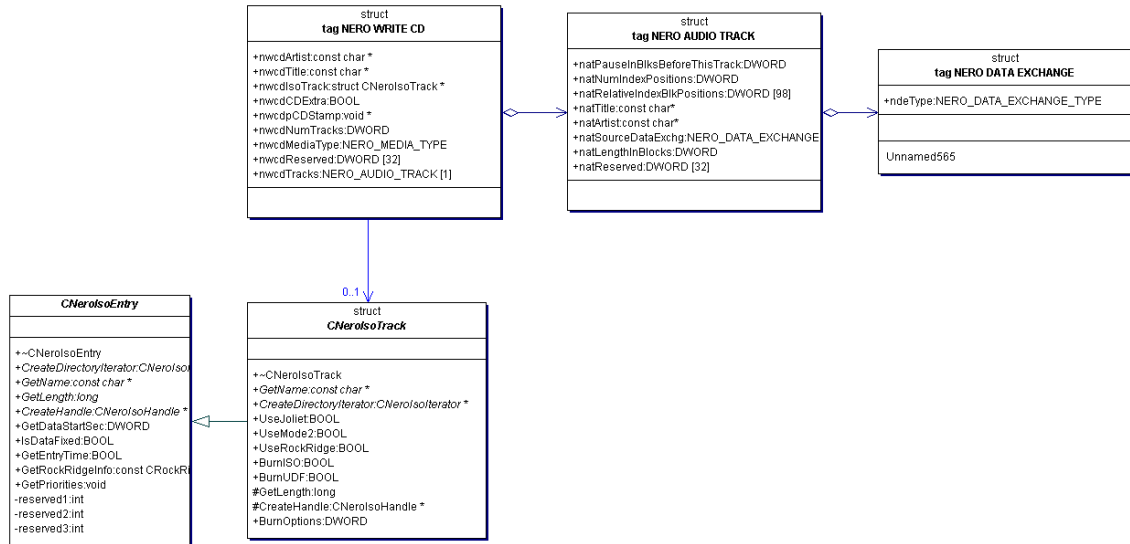 struct
tag NERO WRITE CD
+nwcdArtist:const char *
+nwcdTitle:const char *
+nwcdIsoTrack:struct CNeroIsoTrack *
+nwcdCDExtra:BOOL
+nwcdpCDStamp:void *
+nwcdNumTracks:DWORD
+nwcdMediaType:NERO_MEDIA_TYPE
+nwcdReserved:DWORD [32]
+nwcdTracks:NERO_AUDIO_TRACK [1]
struct
tag NERO AUDIO TRACK
+natPauseInBlksBeforeThisTrack:DWORD
+natNumIndexPositions:DWORD
+natRelativeIndexBlkPositions:DWORD [98]
+natTitle:const char*
+natArtist:const char*
+natSourceDataExchg:NERO_DATA_EXCHANGE
+natLengthInBlocks:DWORD
+natReserved:DWORD [32]
struct
tag NERO DATA EXCHANGE
+ndeType:NERO_DATA_EXCHANGE_TYPE
Unnamed565
0..1
CNeroIsoEntry
+~CNeroIsoEntry
+CreateDirectoryIterator:CNeroIsoI
+GetName:const char *
+GetLength:long
+CreateHandle:CNeroIsoHandle *
+GetDataStartSec:DWORD
+IsDataFixed:BOOL
+GetEntryTime:BOOL
+GetRockRidgeInfo:const CRockRi
+GetPriorities:void
-reserved1:int
-reserved2:int
-reserved3:int
struct
CNeroIsoTrack
+~CNeroIsoTrack
+GetName:const char *
+CreateDirectoryIterator:CNeroIsoIterator *
+UseJoliet:BOOL
+UseMode2:BOOL
+UseRockRidge:BOOL
+BurnISO:BOOL
+BurnUDF:BOOL
#GetLength:long
#CreateHandle:CNeroIsoHandle *
+BurnOptions:DWORD